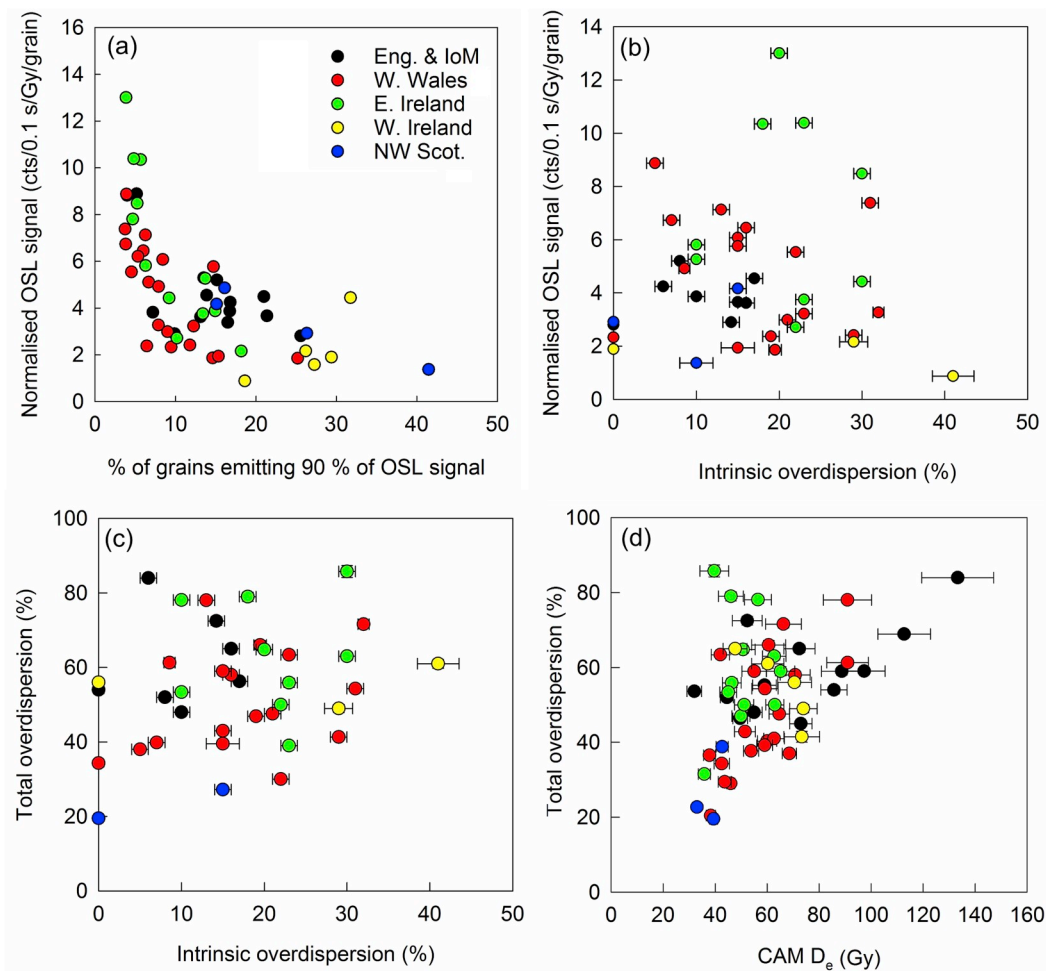 (a)
Normalised OSL signal (cts/0.1 s/Gy/grain)
16
14
12
10
8
6
4
2
0
Eng. & IoM
W. Wales
E. Ireland
W. Ireland
NW Scot.
0 10 20 30 40 50
% of grains emitting 90 % of OSL signal
(b)
Normalised OSL signal (cts/0.1 s/Gy/grain)
14
12
10
8
6
4
2
0
0 10 20 30 40 50
Intrinsic overdispersion (%)
(c)
Total overdispersion (%)
100
80
60
40
20
0
0 10 20 30 40 50
Intrinsic overdispersion (%)
(d)
Total overdispersion (%)
100
80
60
40
20
0
0 20 40 60 80 100 120 140 160
CAM De (Gy)